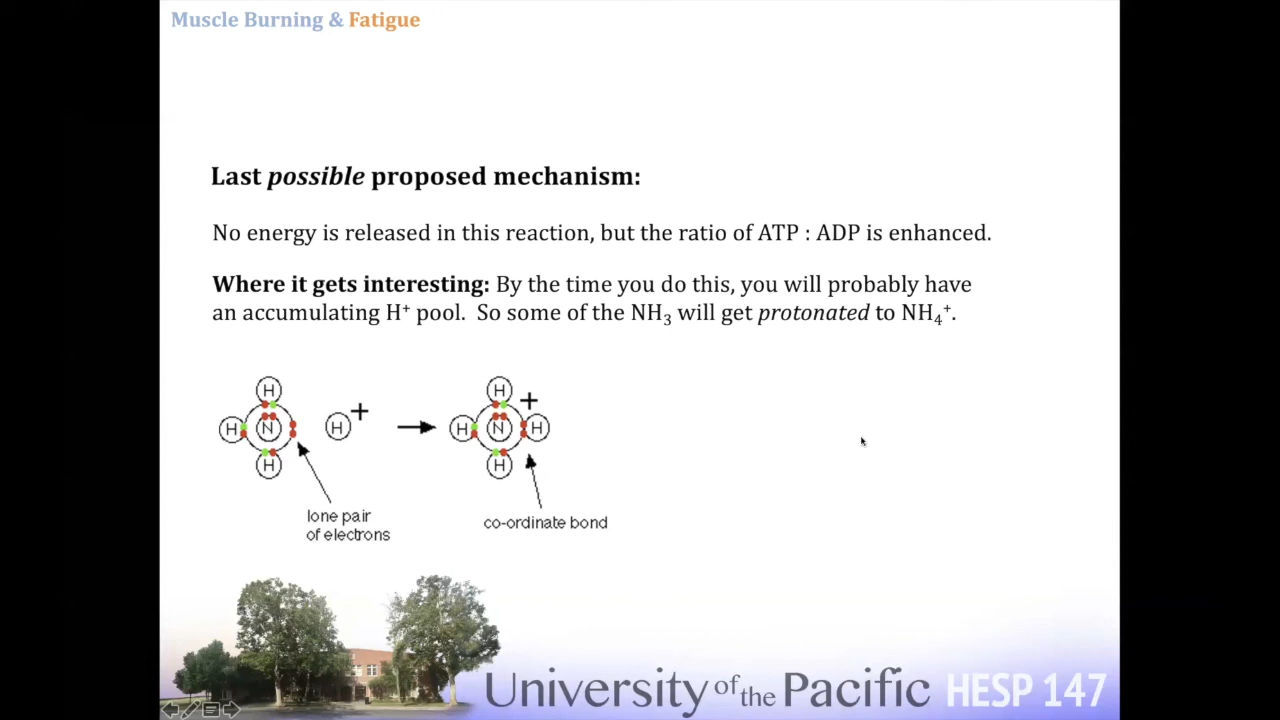 Muscle Burning & Fatigue
Last possible proposed mechanism:
No energy is released in this reaction, but the ratio of ATP : ADP is enhanced.
Where it gets interesting: By the time you do this, you will probably have
an accumulating H⁺ pool.  So some of the NH₃ will get protonated to NH₄⁺.
H H
+ +
H N H H N H
H H
lone pair
of electrons
co-ordinate bond
University of the Pacific HESP 147